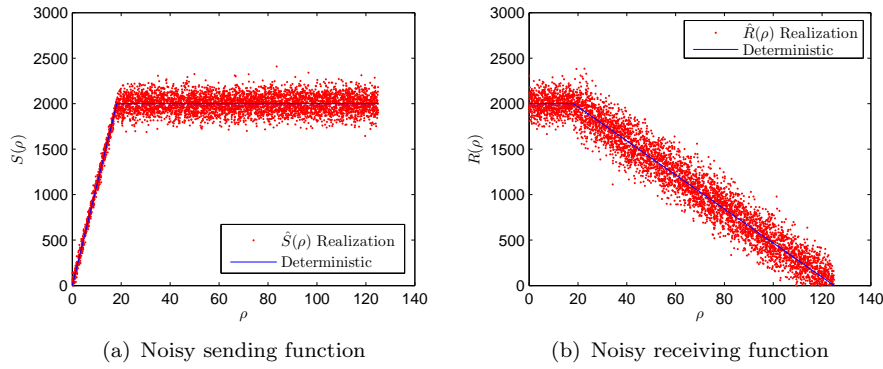 3000
2500
2000
1500
1000
500
0
S(ρ)
0 20 40 60 80 100 120 140
ρ
Ŝ(ρ) Realization
Deterministic
(a) Noisy sending function
3000
2500
2000
1500
1000
500
0
R(ρ)
0 20 40 60 80 100 120 140
ρ
R̂(ρ) Realization
Deterministic
(b) Noisy receiving function